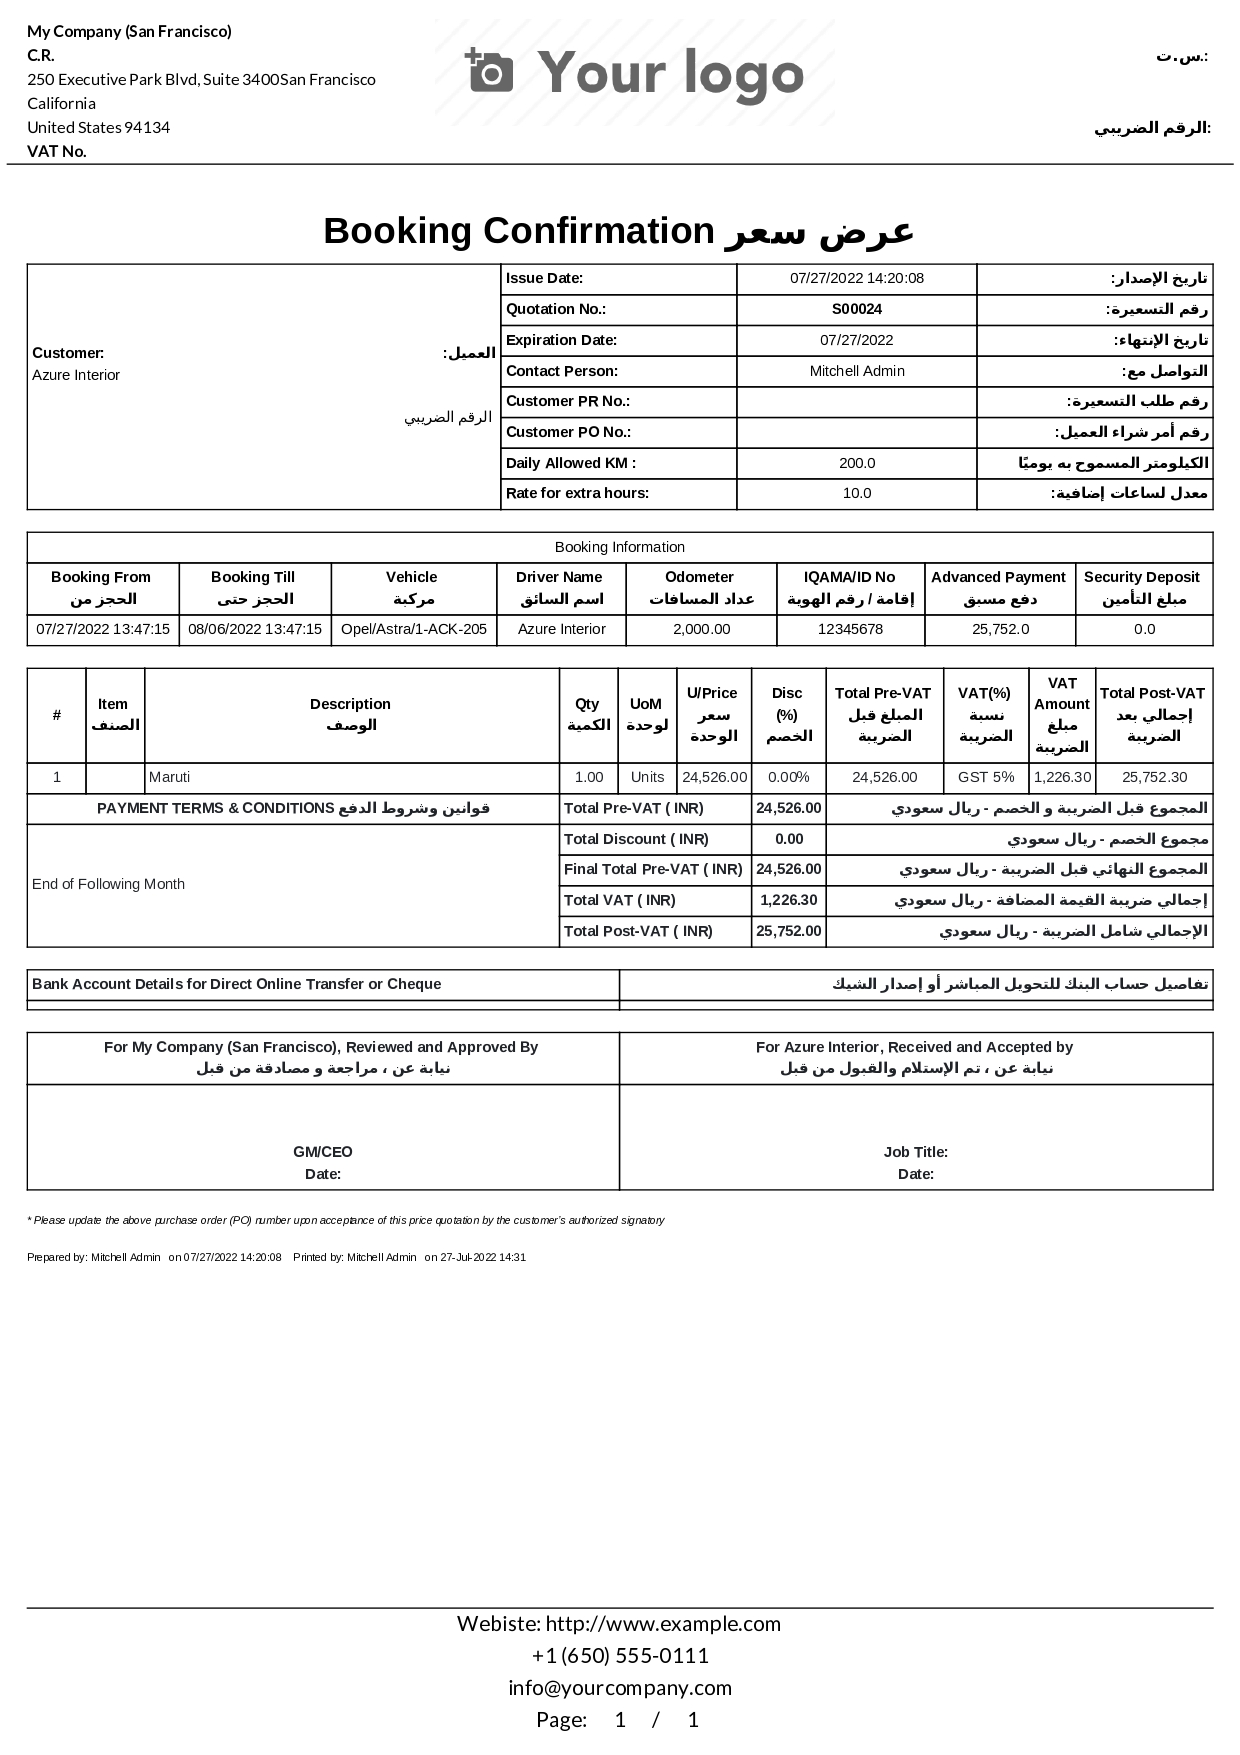 My Company (San Francisco)
C.R.
س.ت.:
250 Executive Park Blvd, Suite 3400San Francisco
California
United States 94134
الرقم الضريبي:
VAT No.
Your logo
Booking Confirmation عرض سعر
Customer: العميل:
Azure Interior
الرقم الضريبي
Issue Date: 07/27/2022 14:20:08 تاريخ الإصدار:
Quotation No.: S00024 رقم التسعيرة:
Expiration Date: 07/27/2022 تاريخ الإنتهاء:
Contact Person: Mitchell Admin التواصل مع:
Customer PR No.: رقم طلب التسعيرة:
Customer PO No.: رقم أمر شراء العميل:
Daily Allowed KM : 200.0 الكيلومتر المسموح به يوميًا
Rate for extra hours: 10.0 معدل لساعات إضافية:
Booking Information
Booking From Booking Till Vehicle Driver Name Odometer IQAMA/ID No Advanced Payment Security Deposit
الحجز من الحجز حتى مركبة اسم السائق عداد المسافات إقامة / رقم الهوية دفع مسبق مبلغ التأمين
07/27/2022 13:47:15 08/06/2022 13:47:15 Opel/Astra/1-ACK-205 Azure Interior 2,000.00 12345678 25,752.0 0.0
#
Item
الصنف
Description
الوصف
Qty
الكمية
UoM
لوحدة
U/Price
سعر
الوحدة
Disc
(%)
الخصم
Total Pre-VAT
المبلغ قبل
الضريبة
VAT(%)
نسبة
الضريبة
VAT
Amount
مبلغ
الضريبة
Total Post-VAT
إجمالي بعد
الضريبة
1 Maruti 1.00 Units 24,526.00 0.00% 24,526.00 GST 5% 1,226.30 25,752.30
PAYMENT TERMS & CONDITIONS قوانين وشروط الدفع
End of Following Month
Total Pre-VAT ( INR) 24,526.00 المجموع قبل الضريبة و الخصم - ريال سعودي
Total Discount ( INR) 0.00 مجموع الخصم - ريال سعودي
Final Total Pre-VAT ( INR) 24,526.00 المجموع النهائي قبل الضريبة - ريال سعودي
Total VAT ( INR) 1,226.30 إجمالي ضريبة القيمة المضافة - ريال سعودي
Total Post-VAT ( INR) 25,752.00 الإجمالي شامل الضريبة - ريال سعودي
Bank Account Details for Direct Online Transfer or Cheque تفاصيل حساب البنك للتحويل المباشر أو إصدار الشيك
For My Company (San Francisco), Reviewed and Approved By
نيابة عن ، مراجعة و مصادقة من قبل
For Azure Interior, Received and Accepted by
نيابة عن ، تم الإستلام والقبول من قبل
GM/CEO
Date:
Job Title:
Date:
* Please update the above purchase order (PO) number upon acceptance of this price quotation by the customer's authorized signatory
Prepared by: Mitchell Admin on 07/27/2022 14:20:08 Printed by: Mitchell Admin on 27-Jul-2022 14:31
Webiste: http://www.example.com
+1 (650) 555-0111
info@yourcompany.com
Page: 1 / 1